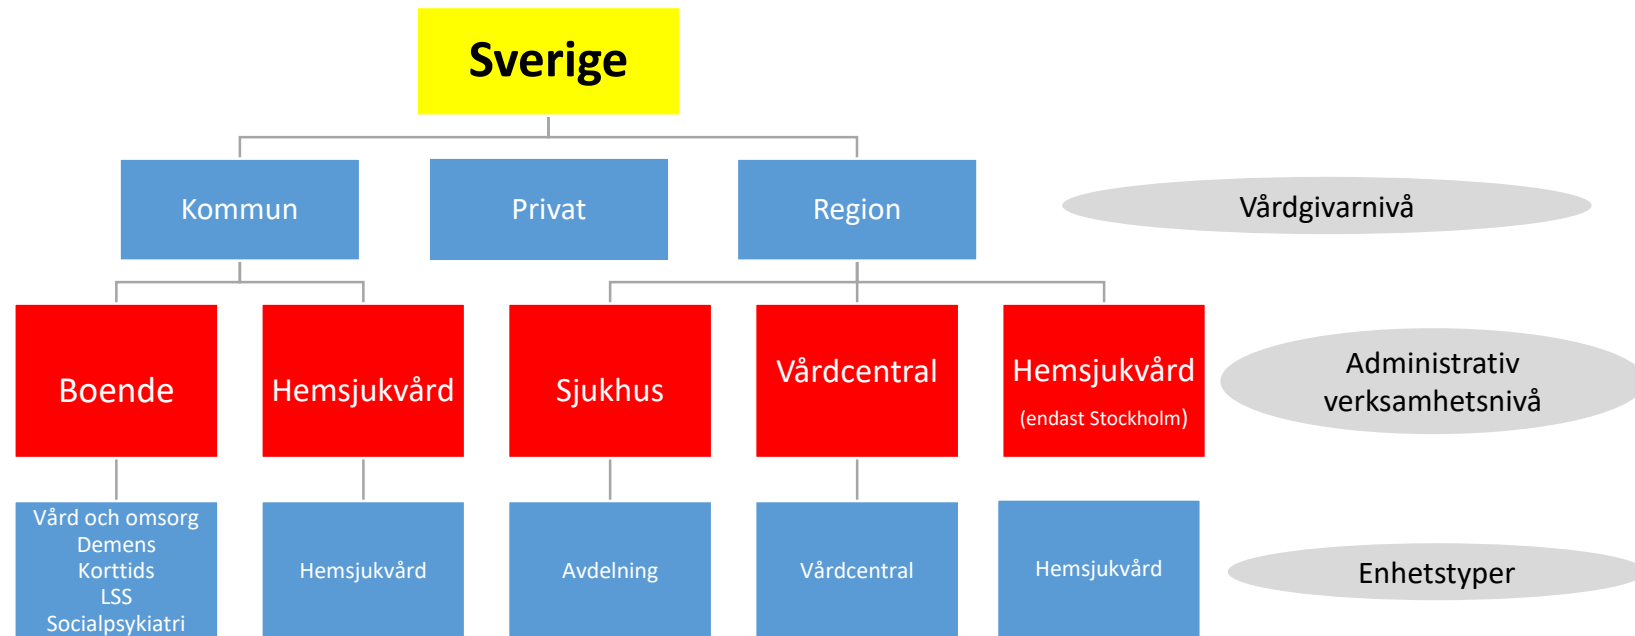 Sverige
Kommun
Privat
Region
Vårdgivarnivå
Boende
Hemsjukvård
Sjukhus
Vårdcentral
Hemsjukvård
(endast Stockholm)
Administrativ
verksamhetsnivå
Vård och omsorg
Demens
Korttids
LSS
Socialpsykiatri
Hemsjukvård
Avdelning
Vårdcentral
Hemsjukvård
Enhetstyper